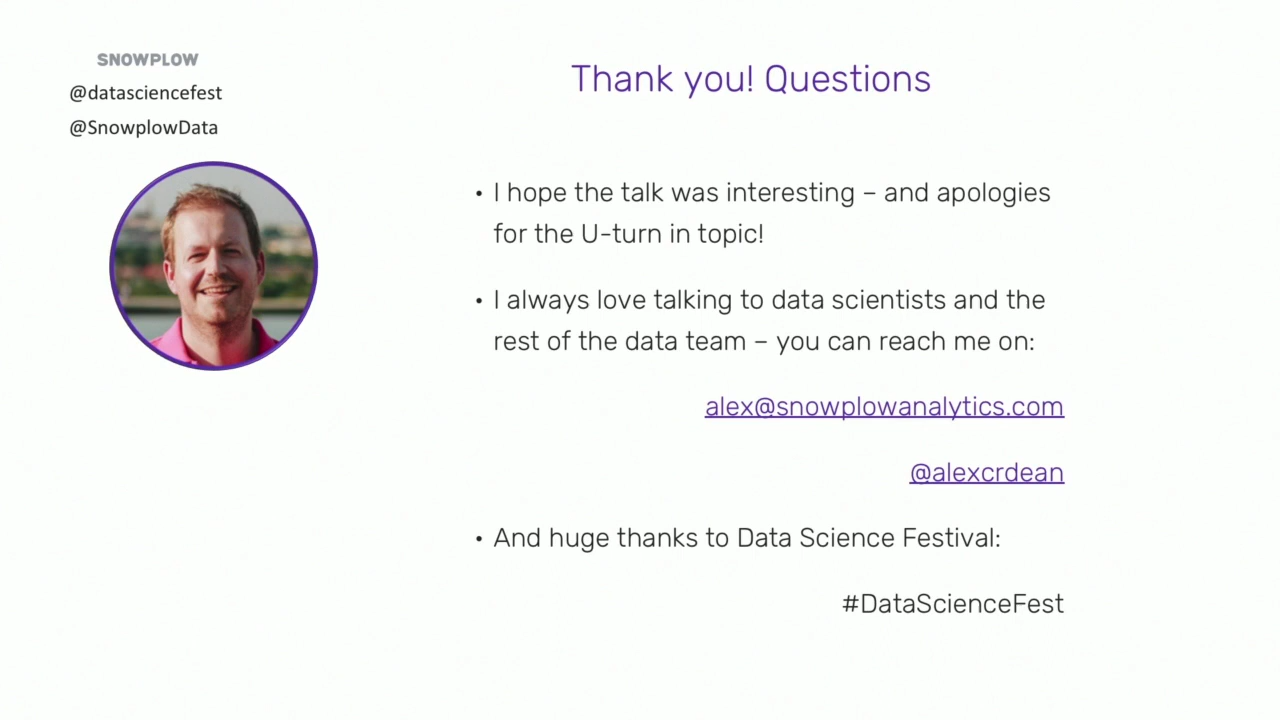 SNOWPLOW
@datasciencefest
@SnowplowData
Thank you! Questions
• I hope the talk was interesting – and apologies
for the U-turn in topic!
• I always love talking to data scientists and the
rest of the data team – you can reach me on:
alex@snowplowanalytics.com
@alexcrdean
• And huge thanks to Data Science Festival:
#DataScienceFest